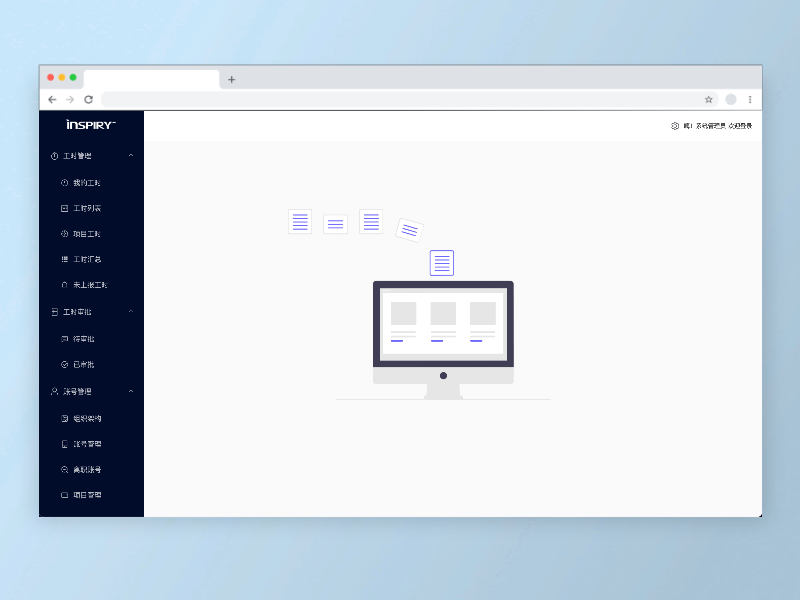 iNSPIRY
嗨！系统管理员 欢迎登录
工时管理
我的工时
工时列表
项目工时
工时汇总
未上报工时
工时审批
待审批
已审批
账号管理
组织架构
账号管理
离职账号
项目管理